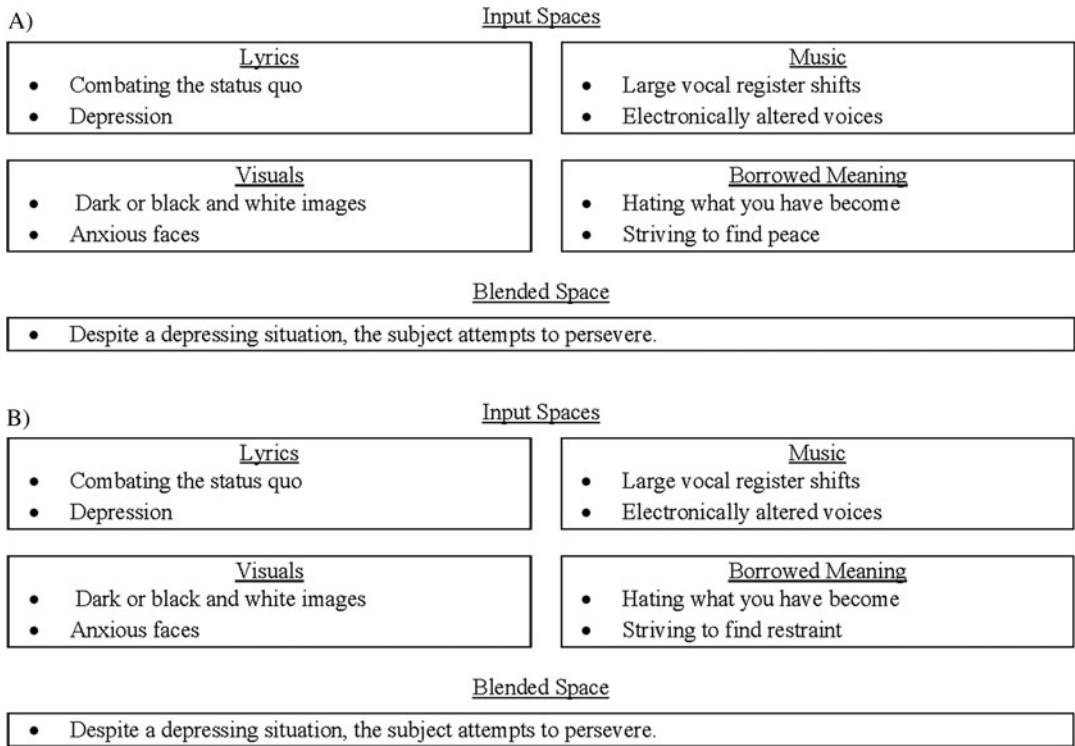 A)
Input Spaces
Lyrics
• Combating the status quo
• Depression
Music
• Large vocal register shifts
• Electronically altered voices
Visuals
• Dark or black and white images
• Anxious faces
Borrowed Meaning
• Hating what you have become
• Striving to find peace
Blended Space
• Despite a depressing situation, the subject attempts to persevere.
B)
Input Spaces
Lyrics
• Combating the status quo
• Depression
Music
• Large vocal register shifts
• Electronically altered voices
Visuals
• Dark or black and white images
• Anxious faces
Borrowed Meaning
• Hating what you have become
• Striving to find restraint
Blended Space
• Despite a depressing situation, the subject attempts to persevere.